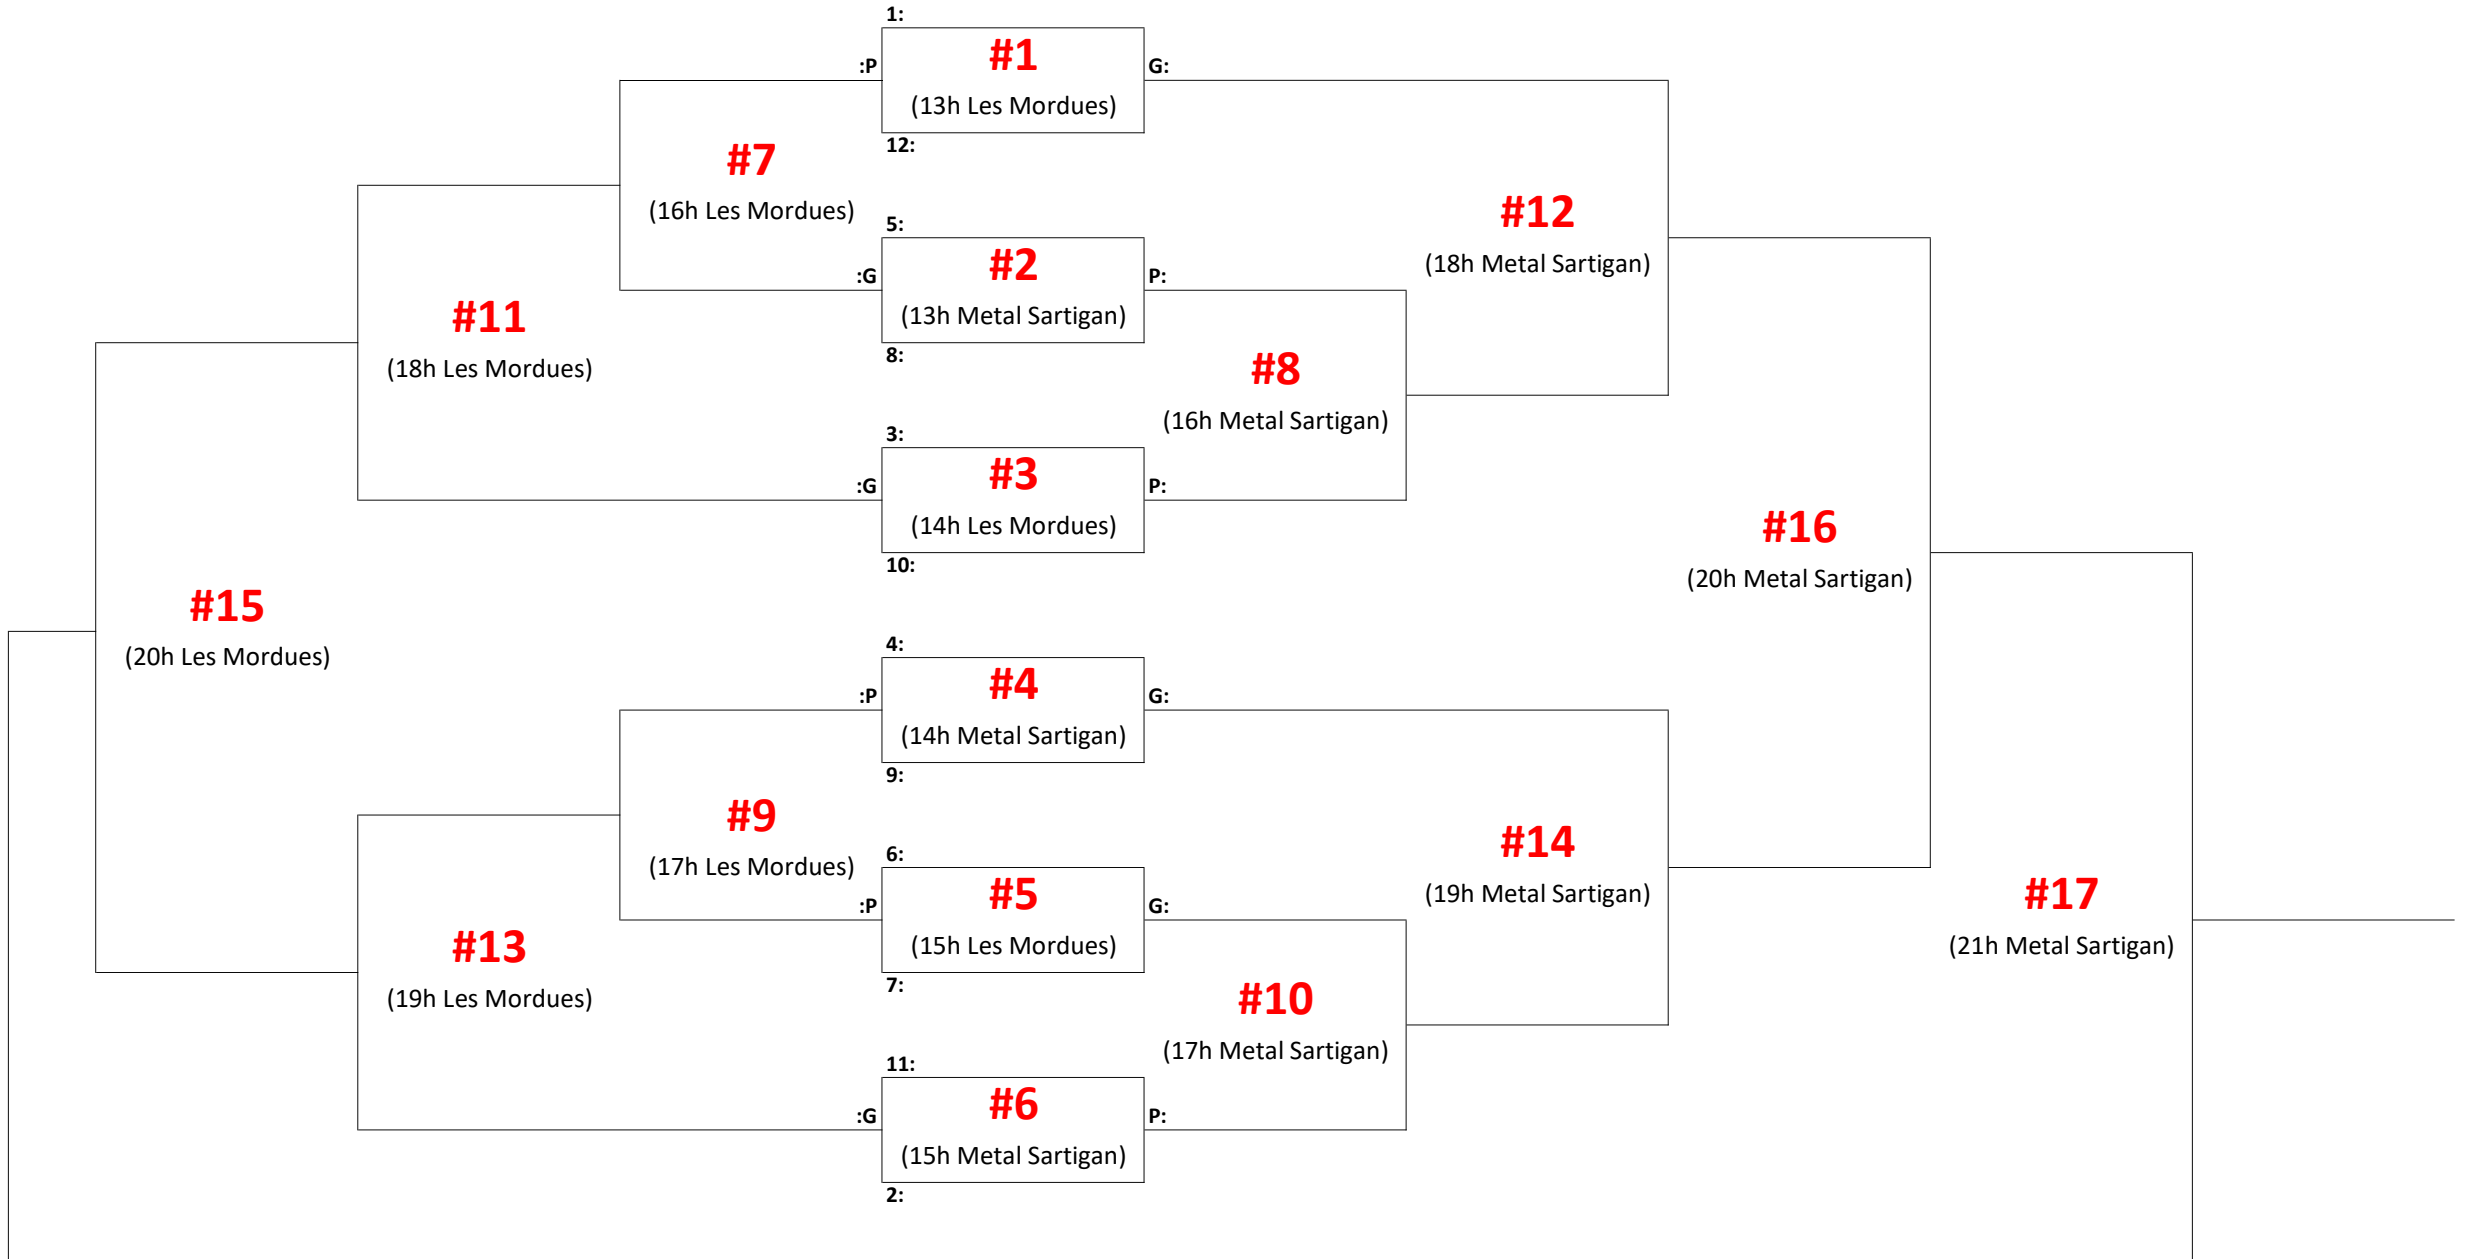 1:
:P
#1
G:
(13h Les Mordues)
12:
#7
(16h Les Mordues)
#12
(18h Metal Sartigan)
5:
:G
#2
P:
(13h Metal Sartigan)
8:
#11
(18h Les Mordues)
#8
(16h Metal Sartigan)
3:
:G
#3
P:
(14h Les Mordues)
10:
#16
(20h Metal Sartigan)
#15
(20h Les Mordues)
4:
:P
#4
G:
(14h Metal Sartigan)
9:
#9
(17h Les Mordues)
#14
(19h Metal Sartigan)
6:
:P
#5
G:
(15h Les Mordues)
7:
#17
(21h Metal Sartigan)
#13
(19h Les Mordues)
#10
(17h Metal Sartigan)
11:
:G
#6
P:
(15h Metal Sartigan)
2: